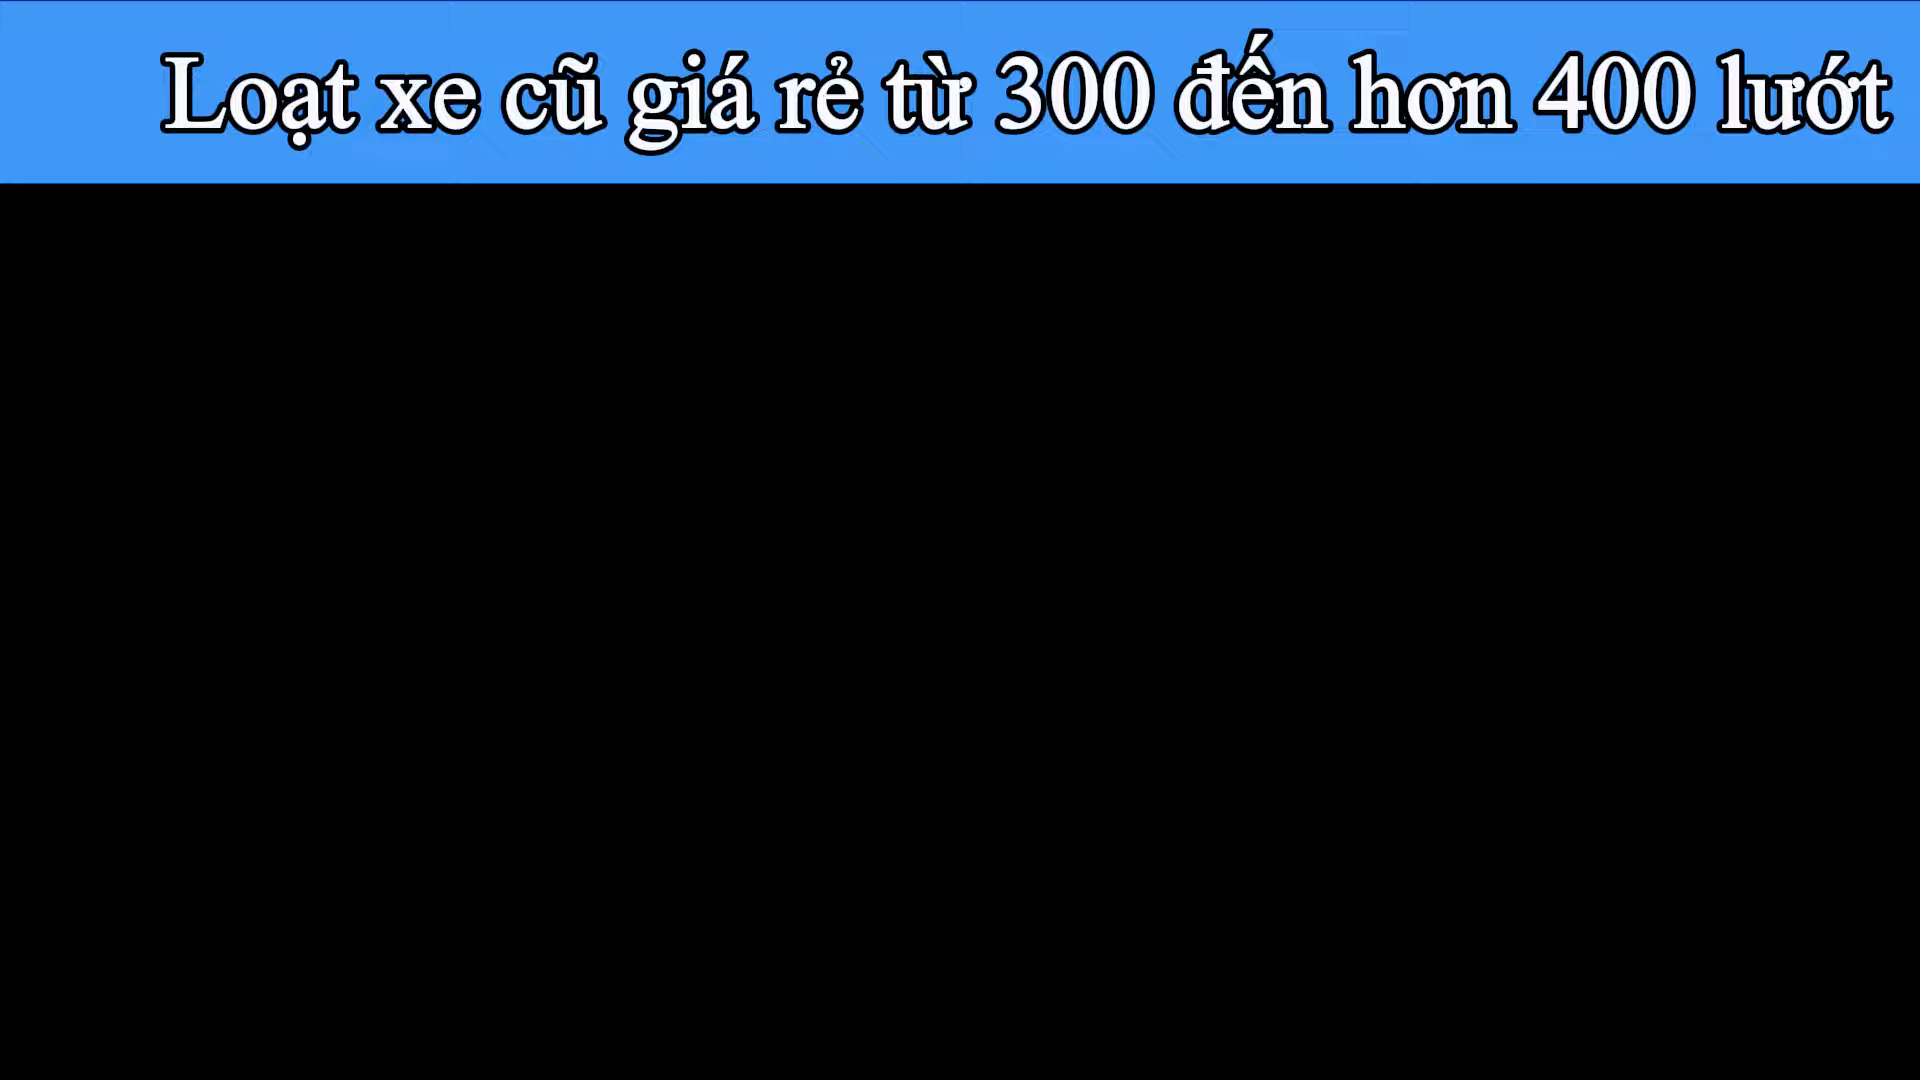 Loạt xe cũ giá rẻ từ 300 đến hơn 400 lướt